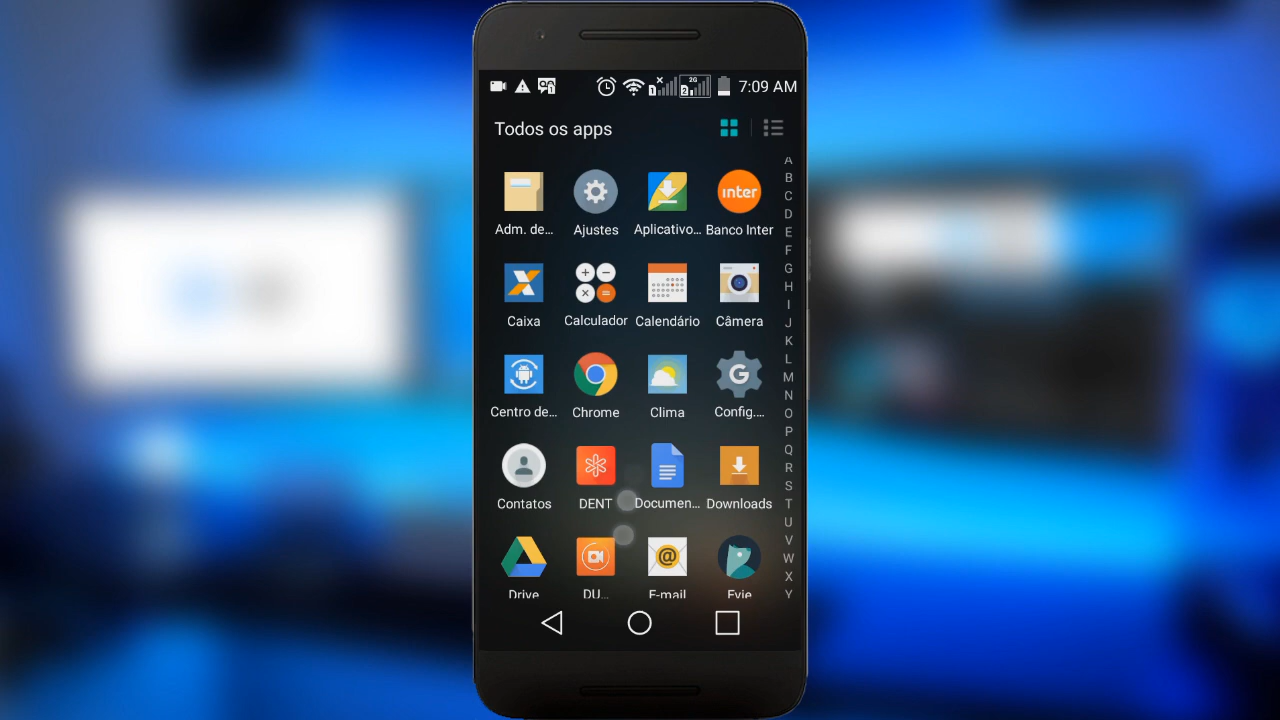 7:09 AM
Todos os apps
A
B
C
D
E
F
G
H
I
J
K
L
M
N
O
P
Q
R
S
T
U
V
W
X
Y
inter
Adm. de...
Ajustes
Aplicativo...
Banco Inter
Caixa
Calculador
Calendário
Câmera
Centro de...
Chrome
Clima
Config....
Contatos
DENT
Documen...
Downloads
Drive
DU...
E-mail
Evie